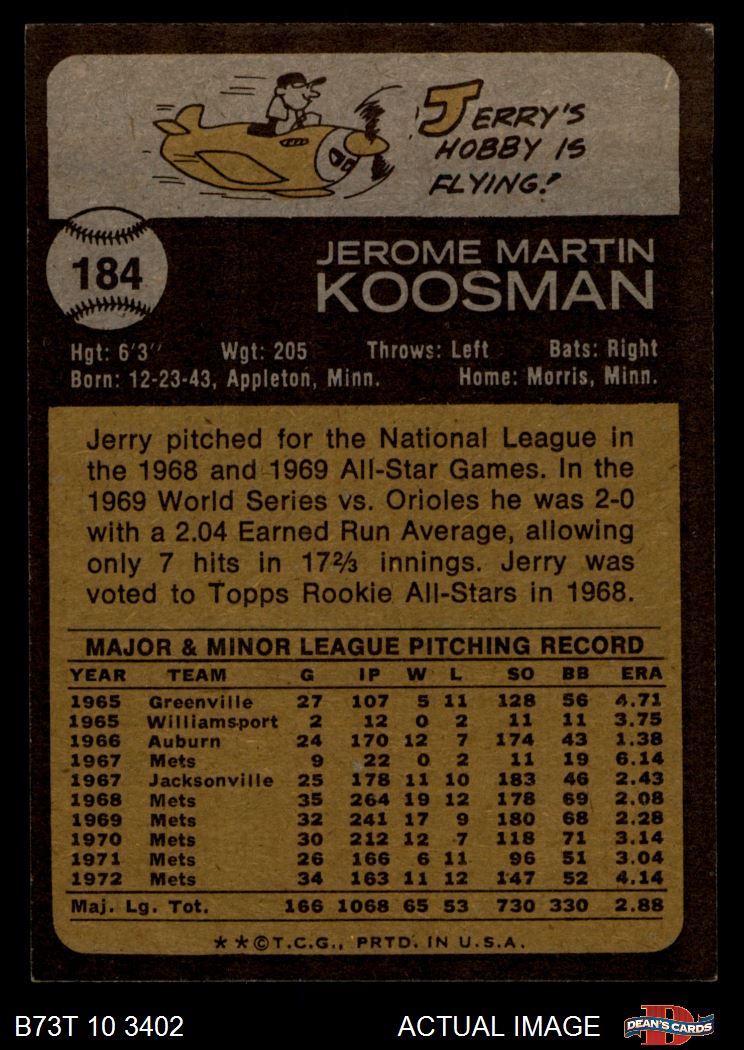 JERRY'S
HOBBY IS
FLYING!
184
JEROME MARTIN
KOOSMAN
Hgt: 6'3" Wgt: 205 Throws: Left Bats: Right
Born: 12-23-43, Appleton, Minn. Home: Morris, Minn.
Jerry pitched for the National League in
the 1968 and 1969 All-Star Games. In the
1969 World Series vs. Orioles he was 2-0
with a 2.04 Earned Run Average, allowing
only 7 hits in 17⅔ innings. Jerry was
voted to Topps Rookie All-Stars in 1968.
MAJOR & MINOR LEAGUE PITCHING RECORD
YEAR TEAM G IP W L SO BB ERA
1965 Greenville 27 107 5 11 128 56 4.71
1965 Williamsport 2 12 0 2 11 11 3.75
1966 Auburn 24 170 12 7 174 43 1.38
1967 Mets 9 22 0 2 11 19 6.14
1967 Jacksonville 25 178 11 10 183 46 2.43
1968 Mets 35 264 19 12 178 69 2.08
1969 Mets 32 241 17 9 180 68 2.28
1970 Mets 30 212 12 7 118 71 3.14
1971 Mets 26 166 6 11 96 51 3.04
1972 Mets 34 163 11 12 147 52 4.14
Maj. Lg. Tot. 166 1068 65 53 730 330 2.88
**©T.C.G., PRTD. IN U.S.A.
B73T 10 3402 ACTUAL IMAGE DEAN'S CARDS